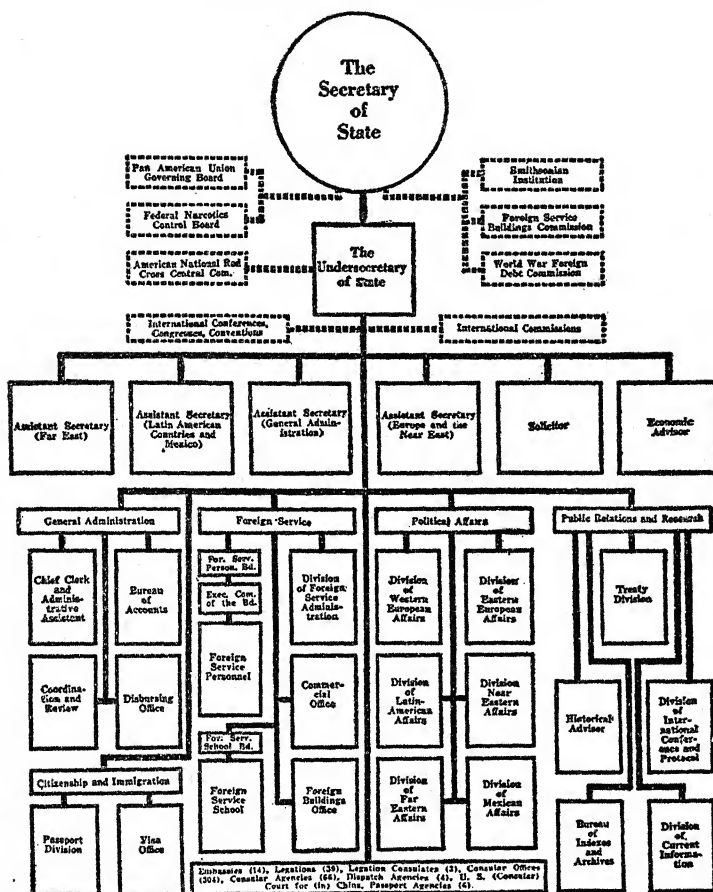 The
Secretary
of
State
Pan American Union
Governing Board
Smithsonian
Institution
Federal Narcotics
Control Board
Foreign Service
Buildings Commission
The
Undersecretary
of State
American National Red
Cross Central Com.
World War Foreign
Debt Commission
International Conferences,
Congresses, Conventions
International Commissions
Assistant Secretary
(Far East)
Assistant Secretary
(Latin American
Countries and
Mexico)
Assistant Secretary
(General Admin-
istration)
Assistant Secretary
(Europe and the
Near East)
Solicitor
Economic
Advisor
General Administration
Foreign Service
Political Affairs
Public Relations and Research
Chief Clerk
and
Adminis-
trative
Assistant
Bureau
of
Accounts
For. Serv.
Person. Bd.
Exec. Com.
of the Bd.
Division
of Foreign
Service
Adminis-
tration
Division
of
Western
European
Affairs
Division
of
Eastern
European
Affairs
Treaty
Division
Coordina-
tion and
Review
Disbursing
Office
Foreign
Service
Personnel
Commer-
cial
Office
Division
of
Latin-
American
Affairs
Division
Near
Eastern
Affairs
Historical
Advisor
Division
of
Inter-
national
Confer-
ence and
Protocol
For. Serv.
School Bd.
Citizenship and Immigration
Passport
Division
Visa
Office
Foreign
Service
School
Foreign
Buildings
Office
Division
of
Far
Eastern
Affairs
Division
of
Mexican
Affairs
Bureau
of
Indexes
and
Archives
Division
of
Current
Informa-
tion
Embassies (14), Legations (39), Legation Consulates (3), Consular Offices
(304), Consular Agencies (66), Dispatch Agencies (4), U. S. (Consular)
Court for (in) China, Passport Agencies (6).